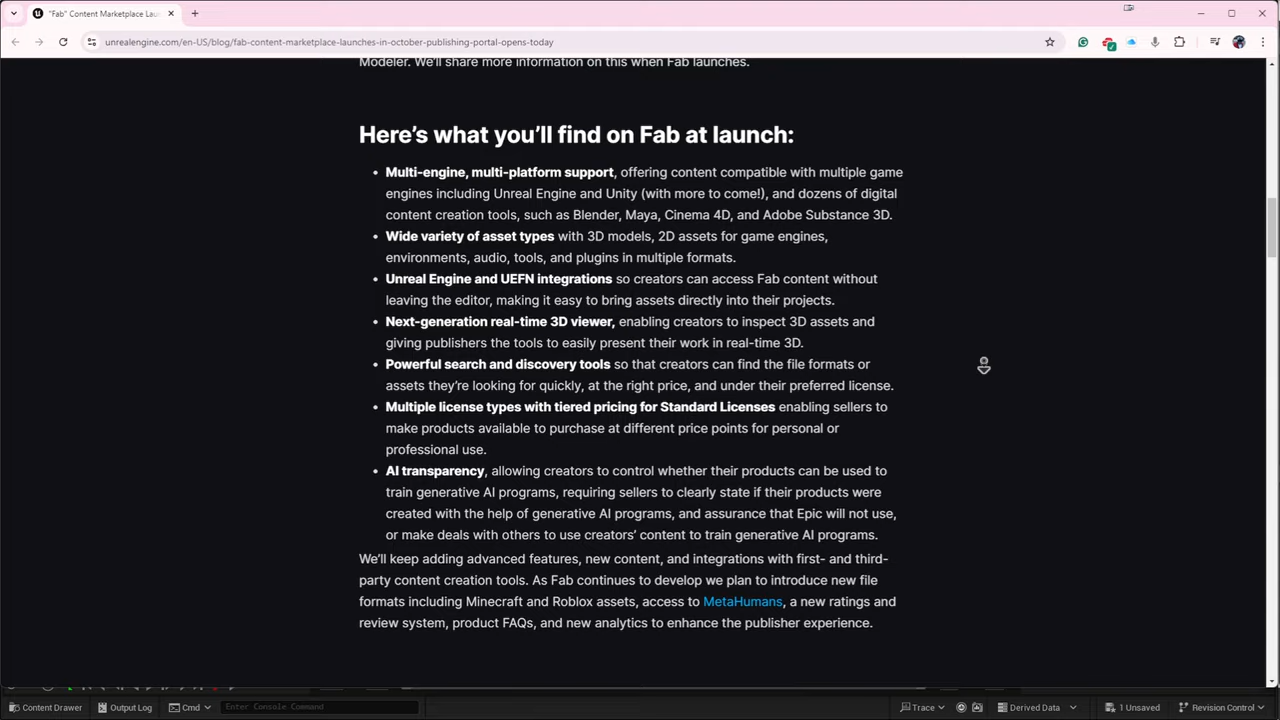 "Fab" Content Marketplace Lau
unrealengine.com/en-US/blog/fab-content-marketplace-launches-in-october-publishing-portal-opens-today
Modeler. We'll share more information on this when Fab launches.
Here's what you'll find on Fab at launch:
• Multi-engine, multi-platform support, offering content compatible with multiple game
engines including Unreal Engine and Unity (with more to come!), and dozens of digital
content creation tools, such as Blender, Maya, Cinema 4D, and Adobe Substance 3D.
• Wide variety of asset types with 3D models, 2D assets for game engines,
environments, audio, tools, and plugins in multiple formats.
• Unreal Engine and UEFN integrations so creators can access Fab content without
leaving the editor, making it easy to bring assets directly into their projects.
• Next-generation real-time 3D viewer, enabling creators to inspect 3D assets and
giving publishers the tools to easily present their work in real-time 3D.
• Powerful search and discovery tools so that creators can find the file formats or
assets they're looking for quickly, at the right price, and under their preferred license.
• Multiple license types with tiered pricing for Standard Licenses enabling sellers to
make products available to purchase at different price points for personal or
professional use.
• AI transparency, allowing creators to control whether their products can be used to
train generative AI programs, requiring sellers to clearly state if their products were
created with the help of generative AI programs, and assurance that Epic will not use,
or make deals with others to use creators' content to train generative AI programs.
We'll keep adding advanced features, new content, and integrations with first- and third-
party content creation tools. As Fab continues to develop we plan to introduce new file
formats including Minecraft and Roblox assets, access to MetaHumans, a new ratings and
review system, product FAQs, and new analytics to enhance the publisher experience.
Content Drawer Output Log Cmd Enter Console Command Trace Derived Data 1 Unsaved Revision Control